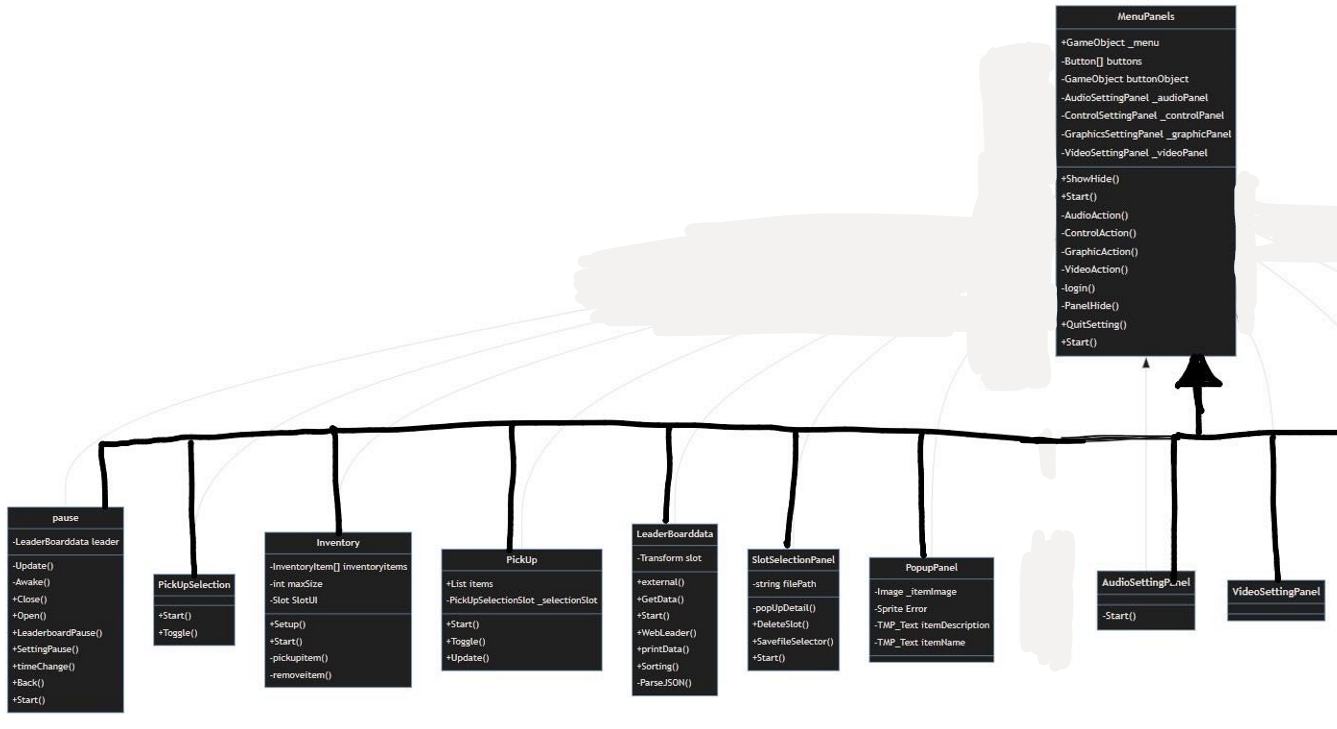 MenuPanels
+GameObject _menu
-Button[] buttons
-GameObject buttonObject
-AudioSettingPanel _audioPanel
-ControlSettingPanel _controlPanel
-GraphicsSettingPanel _graphicPanel
-VideoSettingPanel _videoPanel
+ShowHide()
+Start()
-AudioAction()
-ControlAction()
-GraphicAction()
-VideoAction()
-login()
-PanelHide()
+QuitSetting()
+Start()
pause
-LeaderBoarddata leader
-Update()
-Awake()
+Close()
+Open()
+LeaderboardPause()
+SettingPause()
+timeChange()
+Back()
+Start()
PickUpSelection
+Start()
+Toggle()
Inventory
-InventoryItem[] inventoryitems
-int maxSize
-Slot SlotUI
+Setup()
+Start()
-pickupitem()
-removeitem()
PickUp
+List items
-PickUpSelectionSlot _selectionSlot
+Start()
+Toggle()
+Update()
LeaderBoarddata
-Transform slot
+external()
+GetData()
+Start()
+WebLeader()
+printData()
+Sorting()
-ParseJSON()
SlotSelectionPanel
-string filePath
-popUpDetail()
+DeleteSlot()
+SavefileSelector()
+Start()
PopupPanel
-Image _itemImage
-Sprite Error
-TMP_Text itemDescription
-TMP_Text itemName
AudioSettingPanel
-Start()
VideoSettingPanel